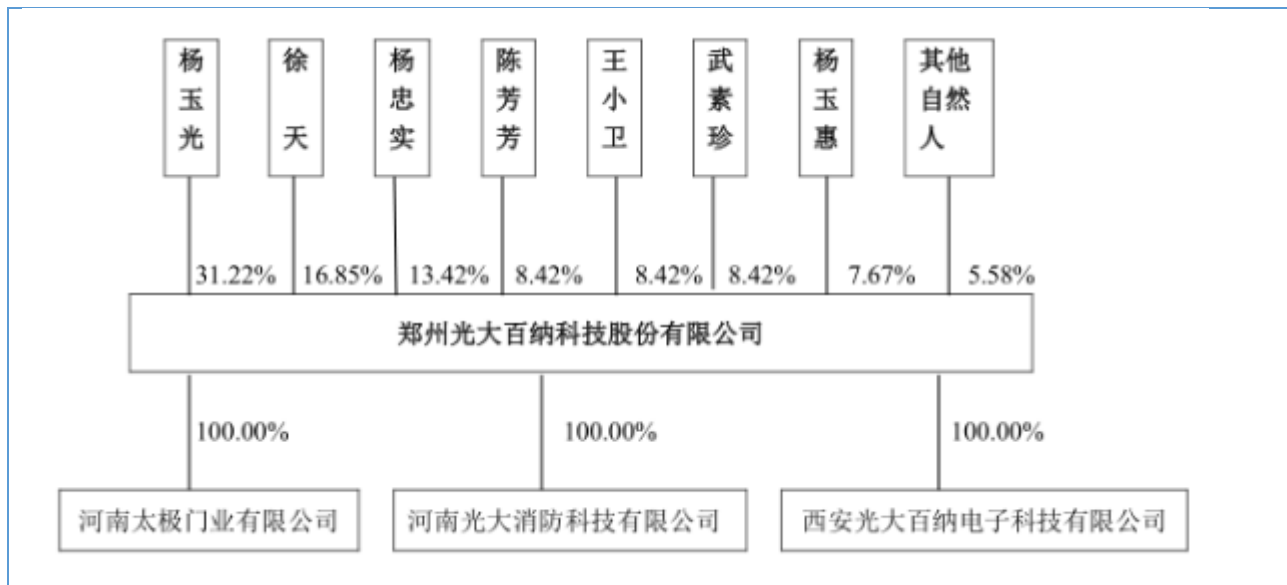 杨玉光
徐天
杨忠实
陈芳芳
王小卫
武素珍
杨玉惠
其他自然人
31.22%
16.85%
13.42%
8.42%
8.42%
8.42%
7.67%
5.58%
郑州光大百纳科技股份有限公司
100.00%
100.00%
100.00%
河南太极门业有限公司
河南光大消防科技有限公司
西安光大百纳电子科技有限公司